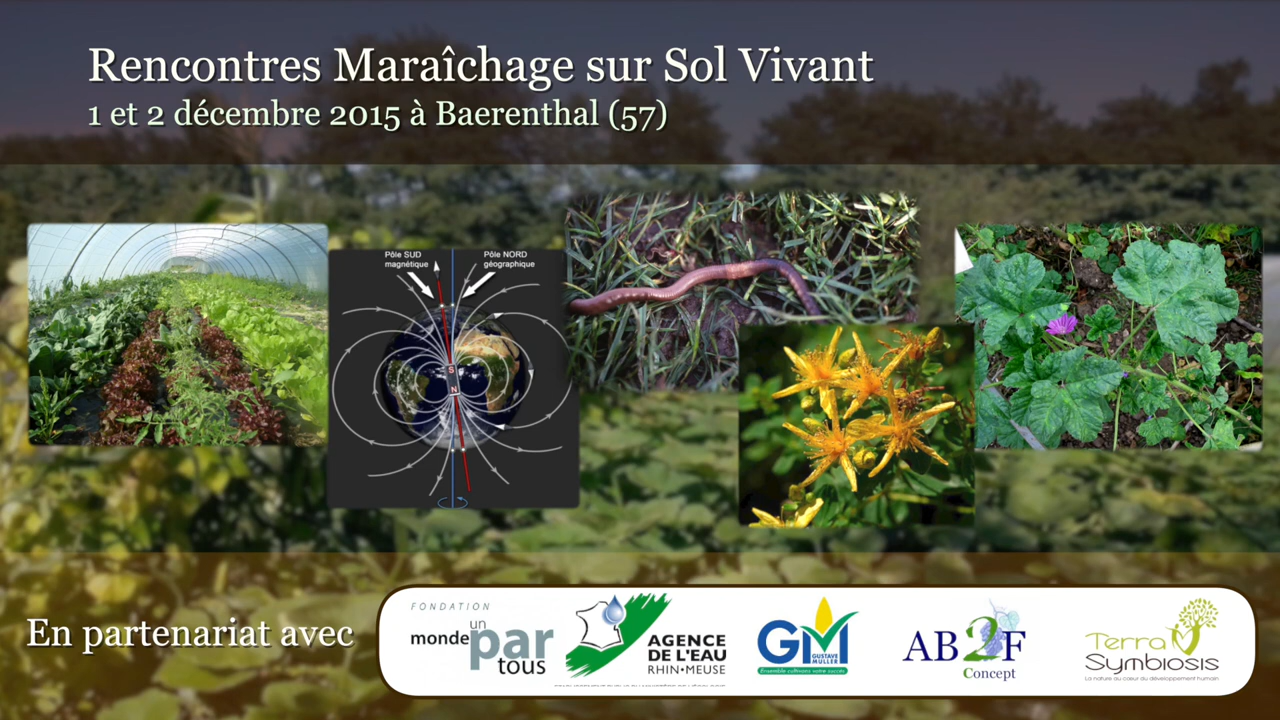 Rencontres Maraîchage sur Sol Vivant
1 et 2 décembre 2015 à Baerenthal (57)
Pôle SUD
magnétique
Pôle NORD
géographique
S
N
En partenariat avec
FONDATION
un
monde par
tous
AGENCE
DE L'EAU
RHIN•MEUSE
GM
GUSTAVE
MULLER
Ensemble cultivons votre succès
AB2F
Concept
Terra
Symbiosis
La nature au cœur du développement humain